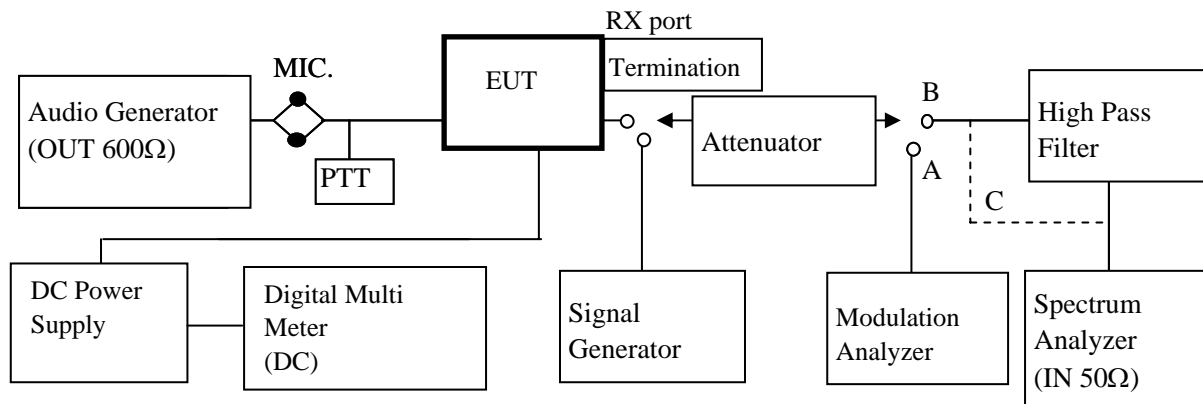 RX port
EUT
Termination
MIC.
Audio Generator
(OUT 600Ω)
PTT
Attenuator
B
A
C
High Pass
Filter
DC Power
Supply
Digital Multi
Meter
(DC)
Signal
Generator
Modulation
Analyzer
Spectrum
Analyzer
(IN 50Ω)